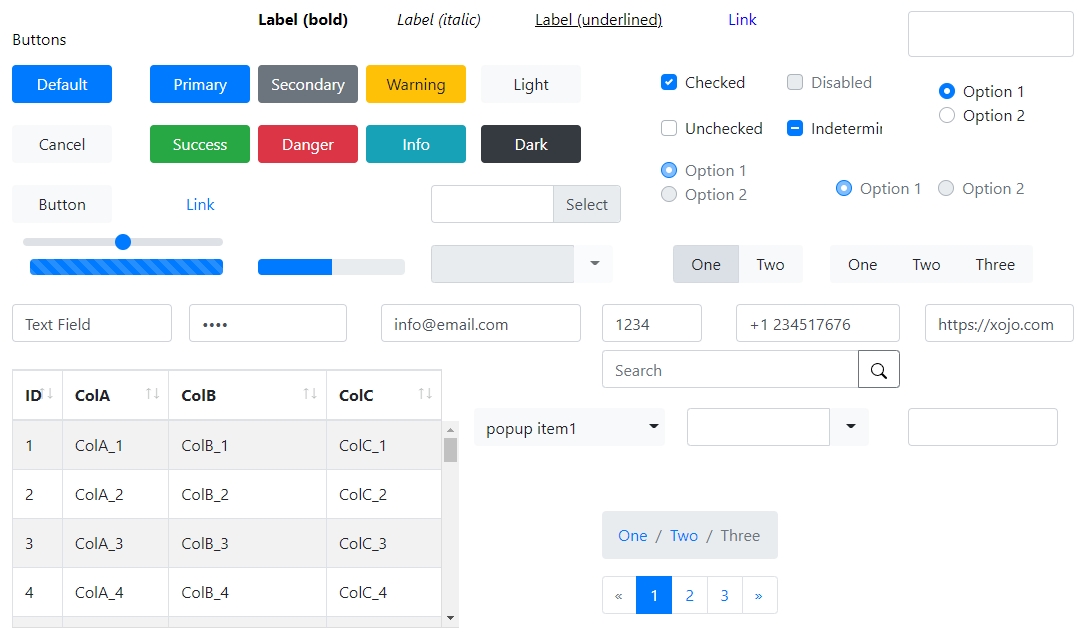 Label (bold) Label (italic) Label (underlined) Link
Buttons
Default Primary Secondary Warning Light
Checked Disabled
Option 1
Option 2
Cancel Success Danger Info Dark
Unchecked Indetermi
Option 1
Option 2
Option 1 Option 2
Button Link Select
One Two One Two Three
Text Field •••• info@email.com 1234 +1 234517676 https://xojo.com
Search
ID ColA ColB ColC
popup item1
1 ColA_1 ColB_1 ColC_1
2 ColA_2 ColB_2 ColC_2
3 ColA_3 ColB_3 ColC_3
4 ColA_4 ColB_4 ColC_4
One / Two / Three
« 1 2 3 »